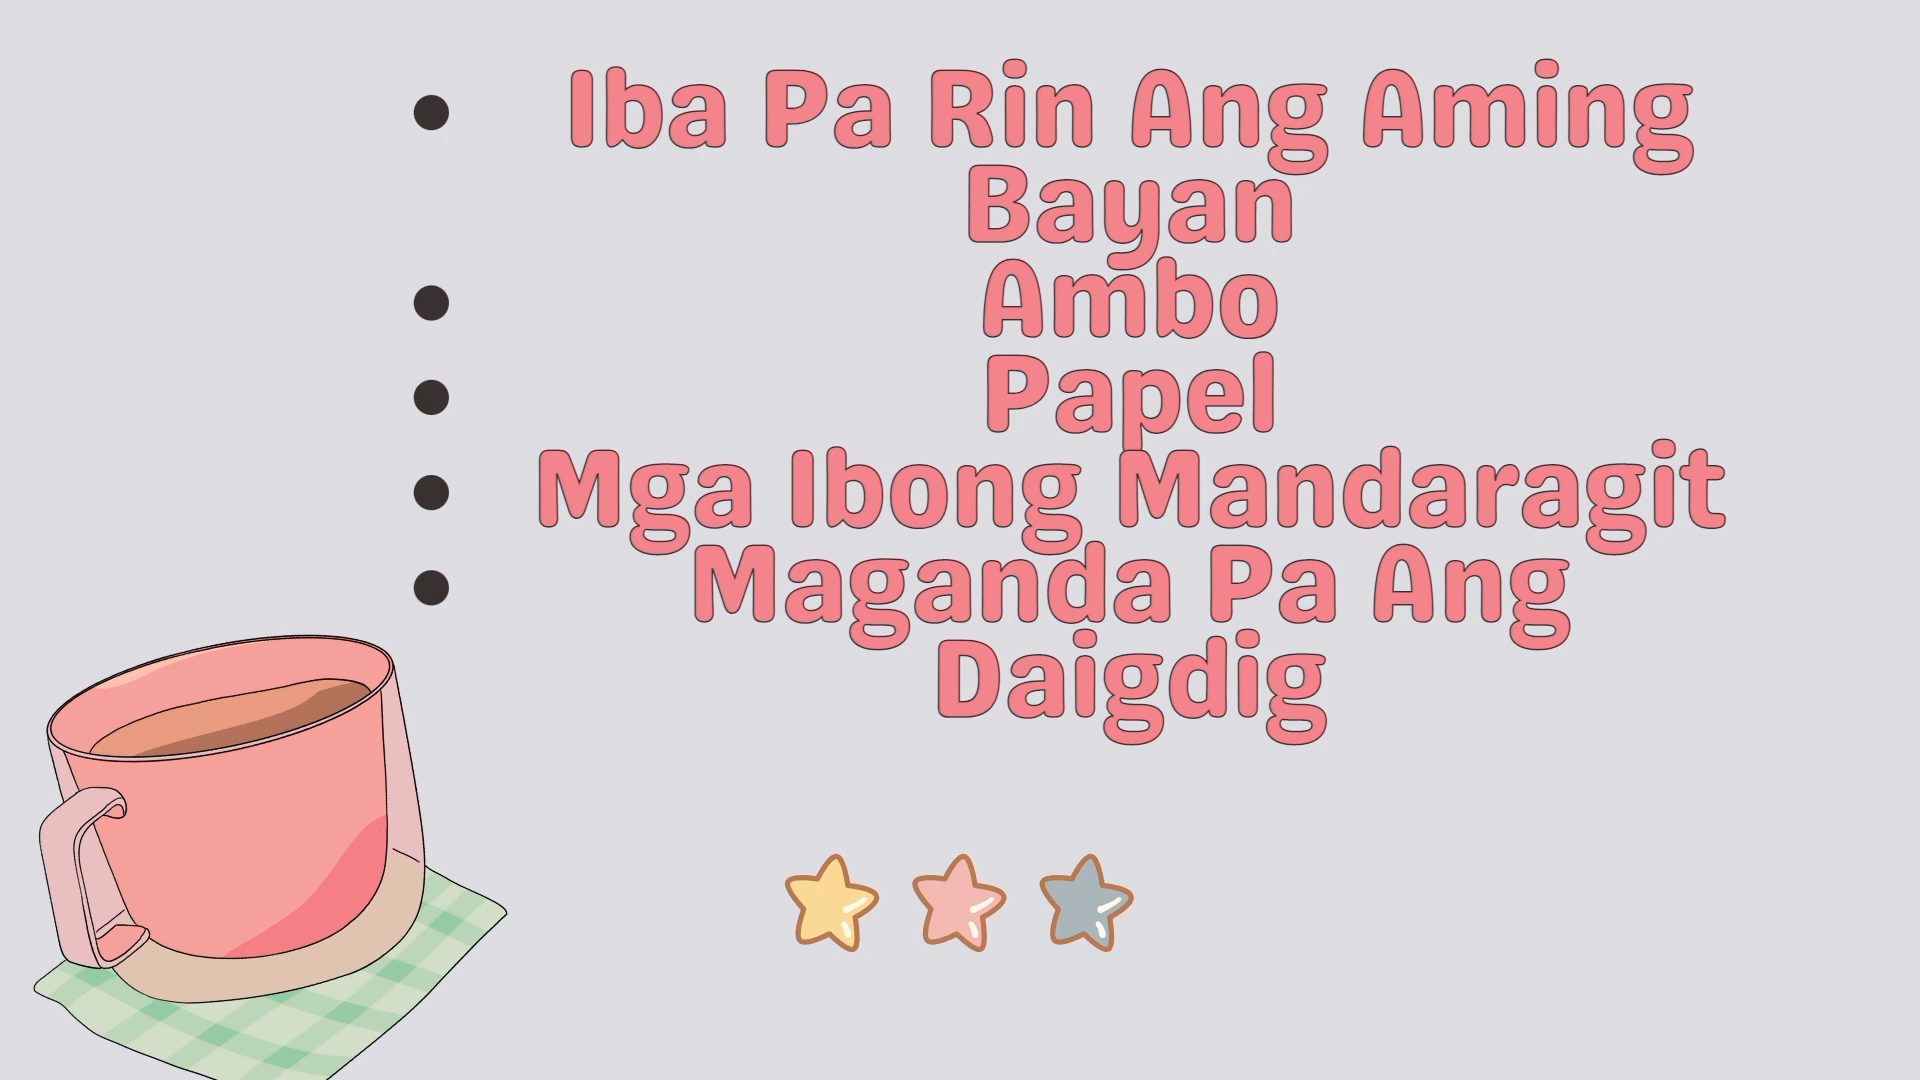 Iba Pa Rin Ang Aming
Bayan
Ambo
Papel
Mga Ibong Mandaragit
Maganda Pa Ang
Daigdig